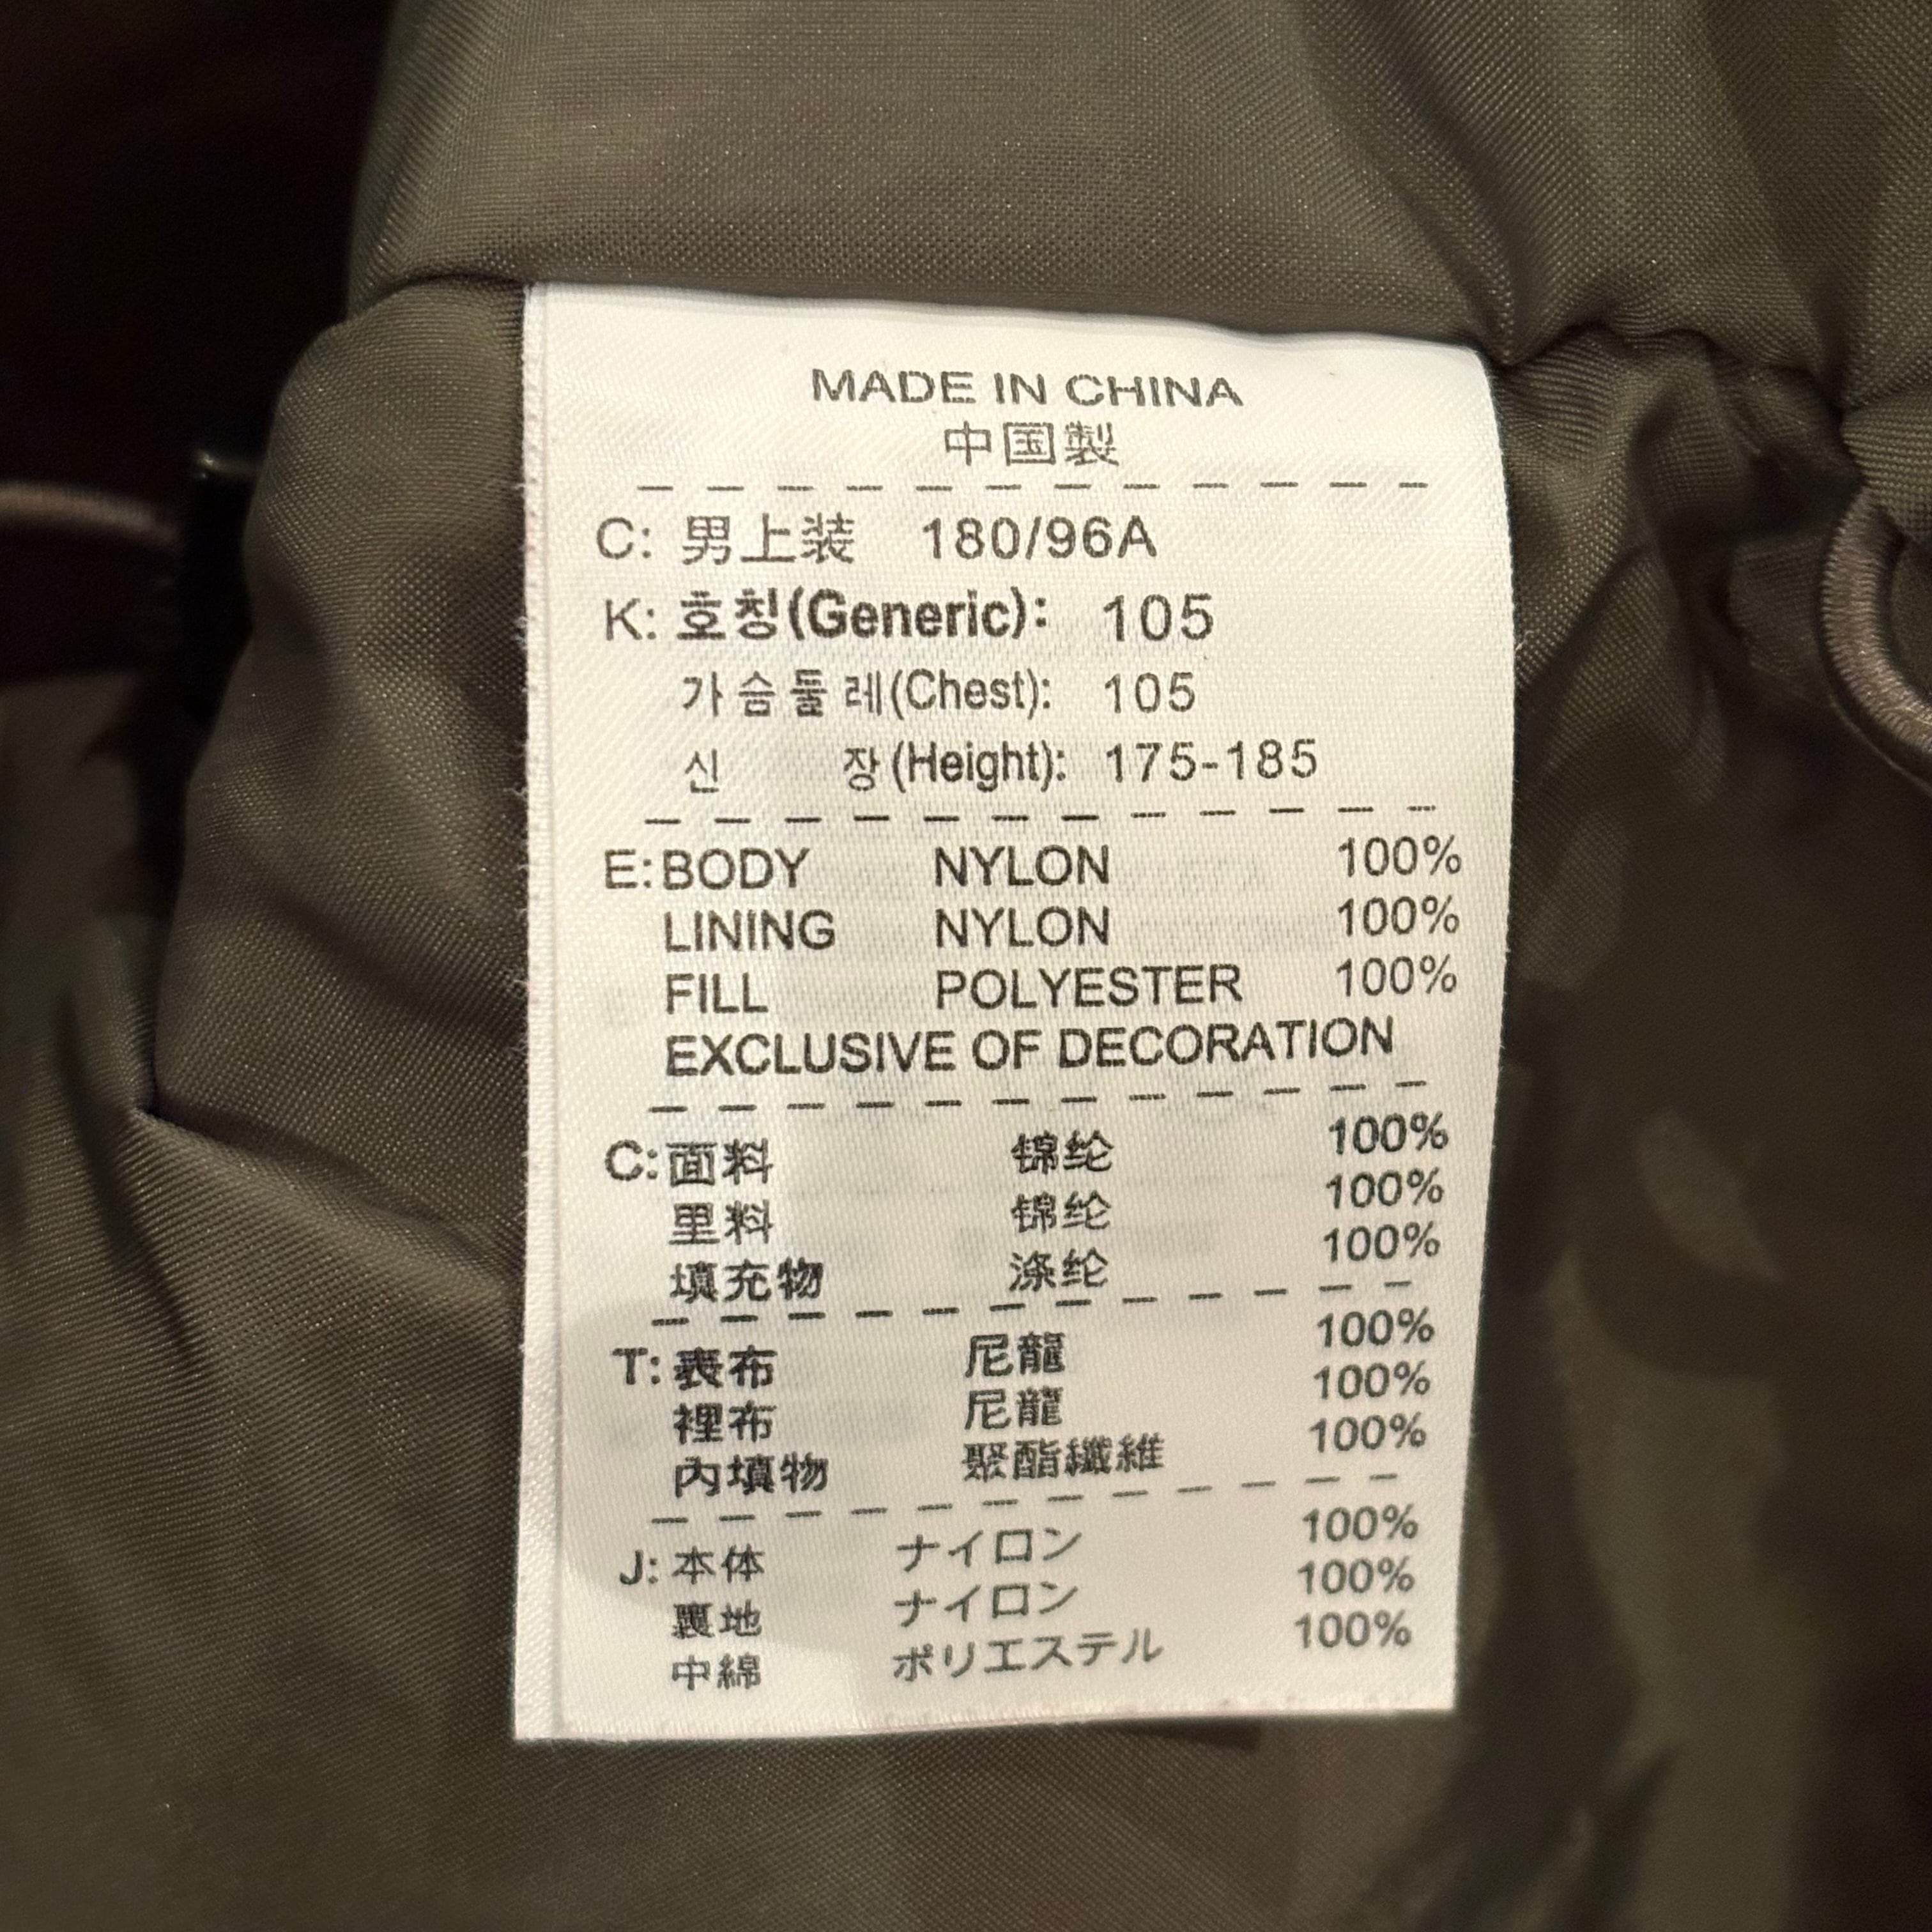 MADE IN CHINA
中国製
C: 男上装 180/96A
K: 호칭(Generic): 105
가슴둘레(Chest): 105
신 장(Height): 175-185
E: BODY NYLON 100%
LINING NYLON 100%
FILL POLYESTER 100%
EXCLUSIVE OF DECORATION
C: 面料 锦纶 100%
里料 锦纶 100%
填充物 涤纶 100%
T: 表布 尼龍 100%
裡布 尼龍 100%
內填物 聚酯纖維 100%
J: 本体 ナイロン 100%
裏地 ナイロン 100%
中綿 ポリエステル 100%